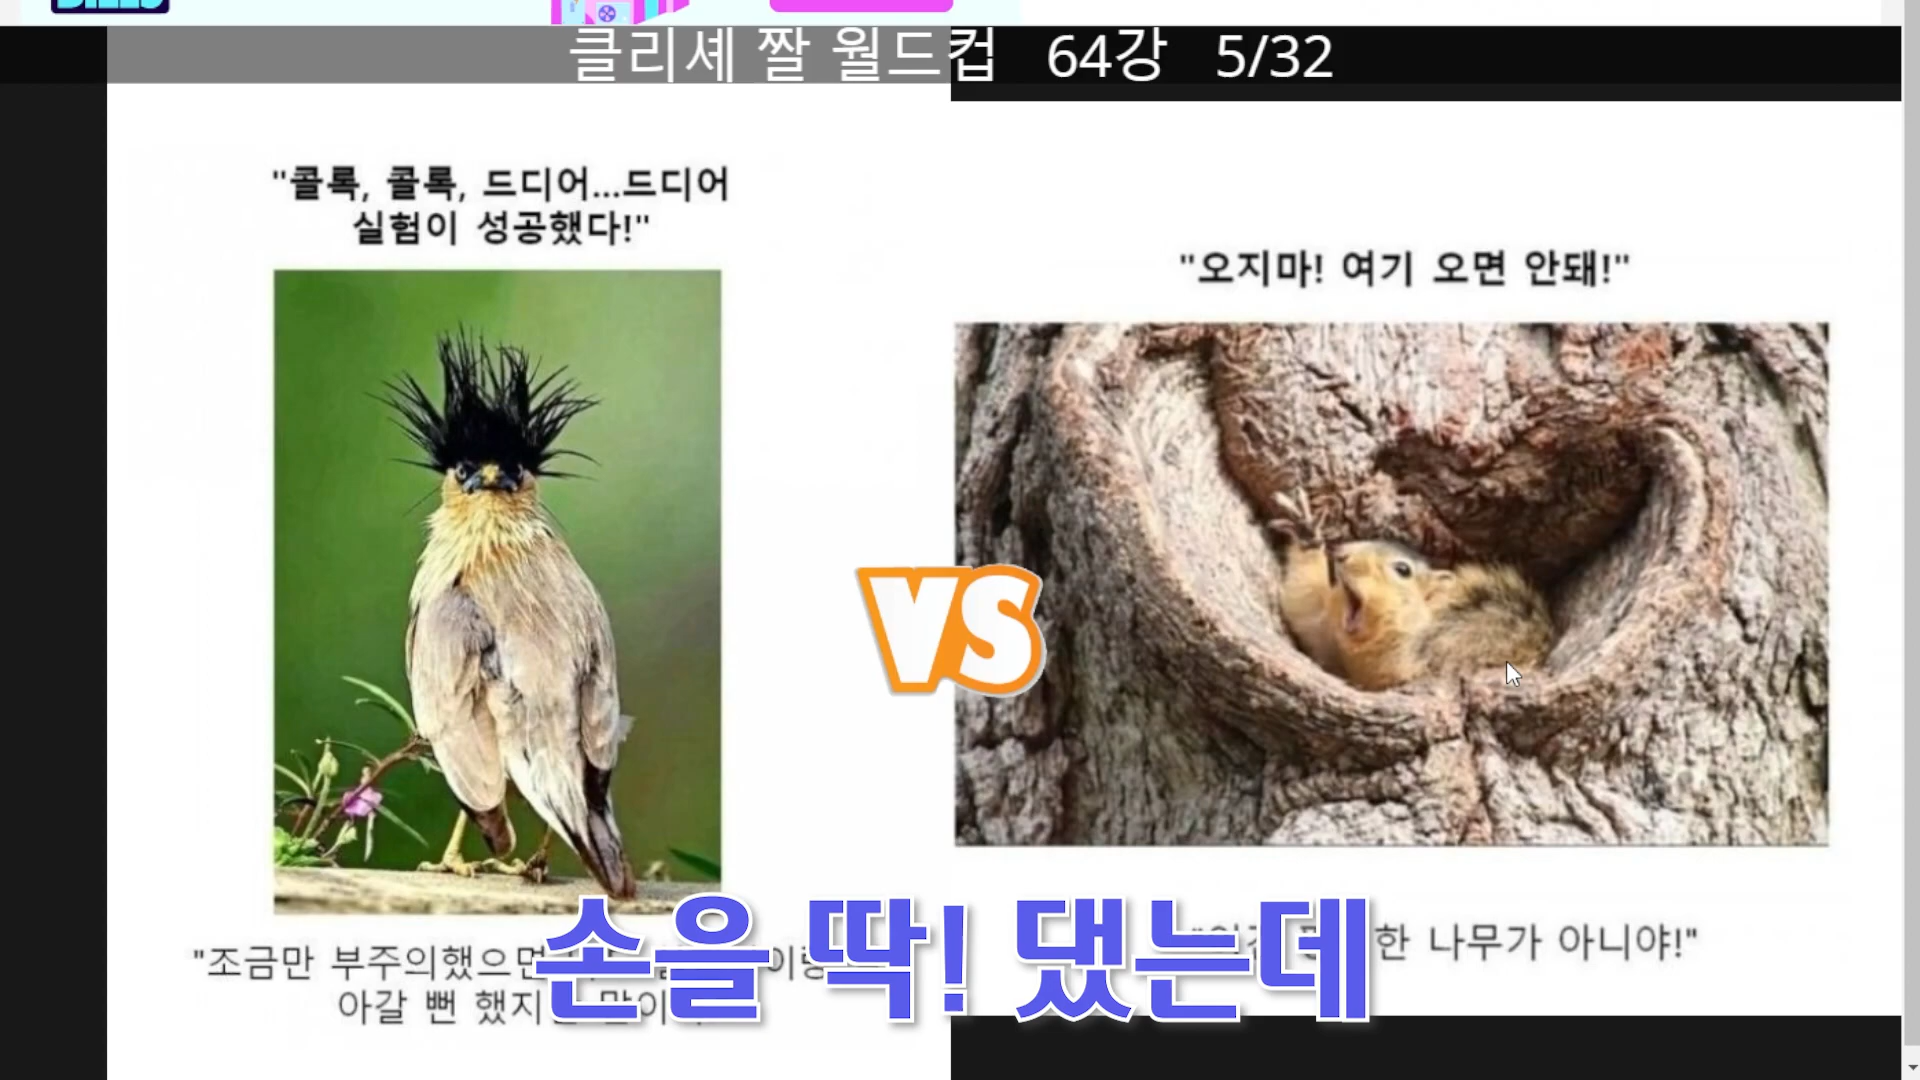 클리셰 짤 월드컵 64강 5/32
"콜록, 콜록, 드디어...드디어
실험이 성공했다!"
"오지마! 여기 오면 안돼!"
VS
"조금만 부주의했으면
아갈 뻔 했지
한 나무가 아니야!"
손을 딱! 댔는데